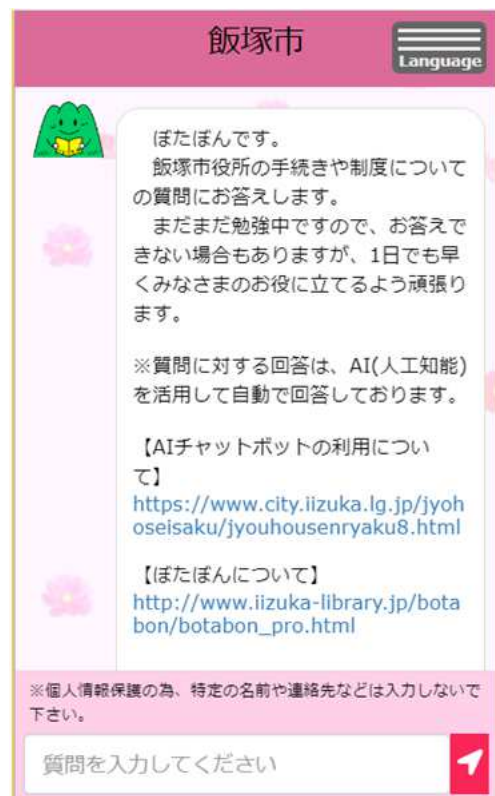 飯塚市
Language
ぼたぼんです。
飯塚市役所の手続きや制度について
の質問にお答えします。
まだまだ勉強中ですので、お答えで
きない場合もありますが、1日でも早
くみなさまのお役に立てるよう頑張り
ます。
※質問に対する回答は、AI(人工知能)
を活用して自動で回答しております。
【AIチャットボットの利用につい
て】
https://www.city.iizuka.lg.jp/jyoh
oseisaku/jyouhousenryaku8.html
【ぼたぼんについて】
http://www.iizuka-library.jp/bota
bon/botabon_pro.html
※個人情報保護の為、特定の名前や連絡先などは入力しないで
下さい。
質問を入力してください